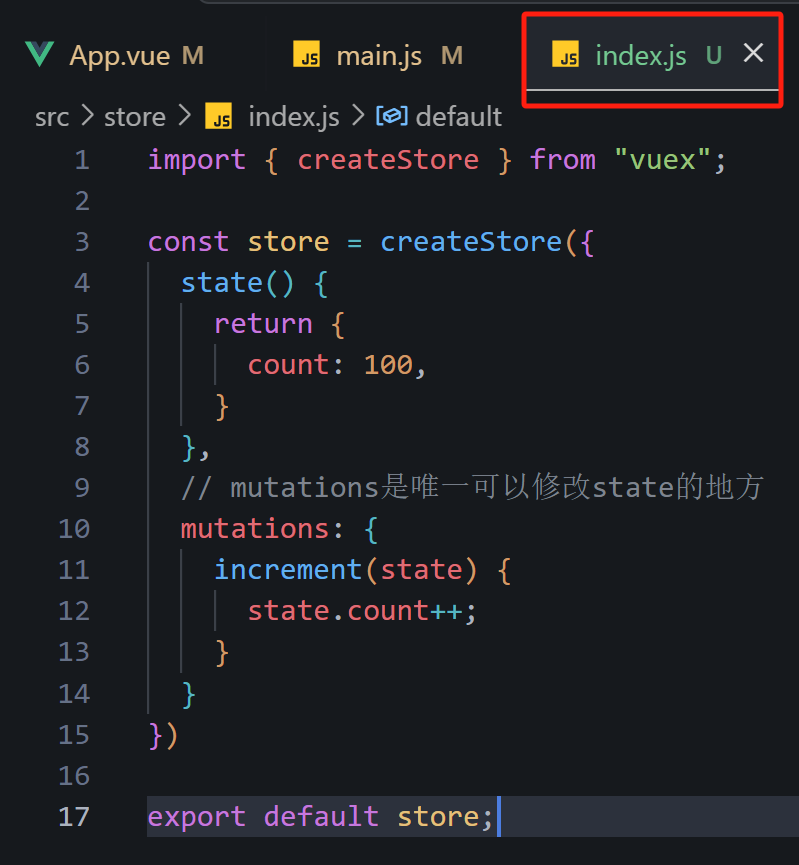 App.vue M JS main.js M JS index.js U
src > store > JS index.js > default
1 import { createStore } from "vuex";
2
3 const store = createStore({
4   state() {
5     return {
6       count: 100,
7     }
8   },
9   // mutations是唯一可以修改state的地方
10   mutations: {
11     increment(state) {
12       state.count++;
13     }
14   }
15 })
16
17 export default store;